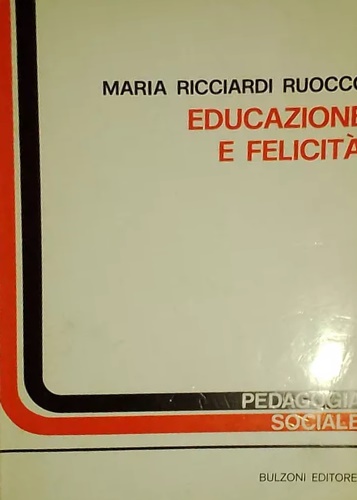 MARIA RICCIARDI RUOCCO
EDUCAZIONE
E FELICITÀ
PEDAGOGIA
SOCIALE
BULZONI EDITORE